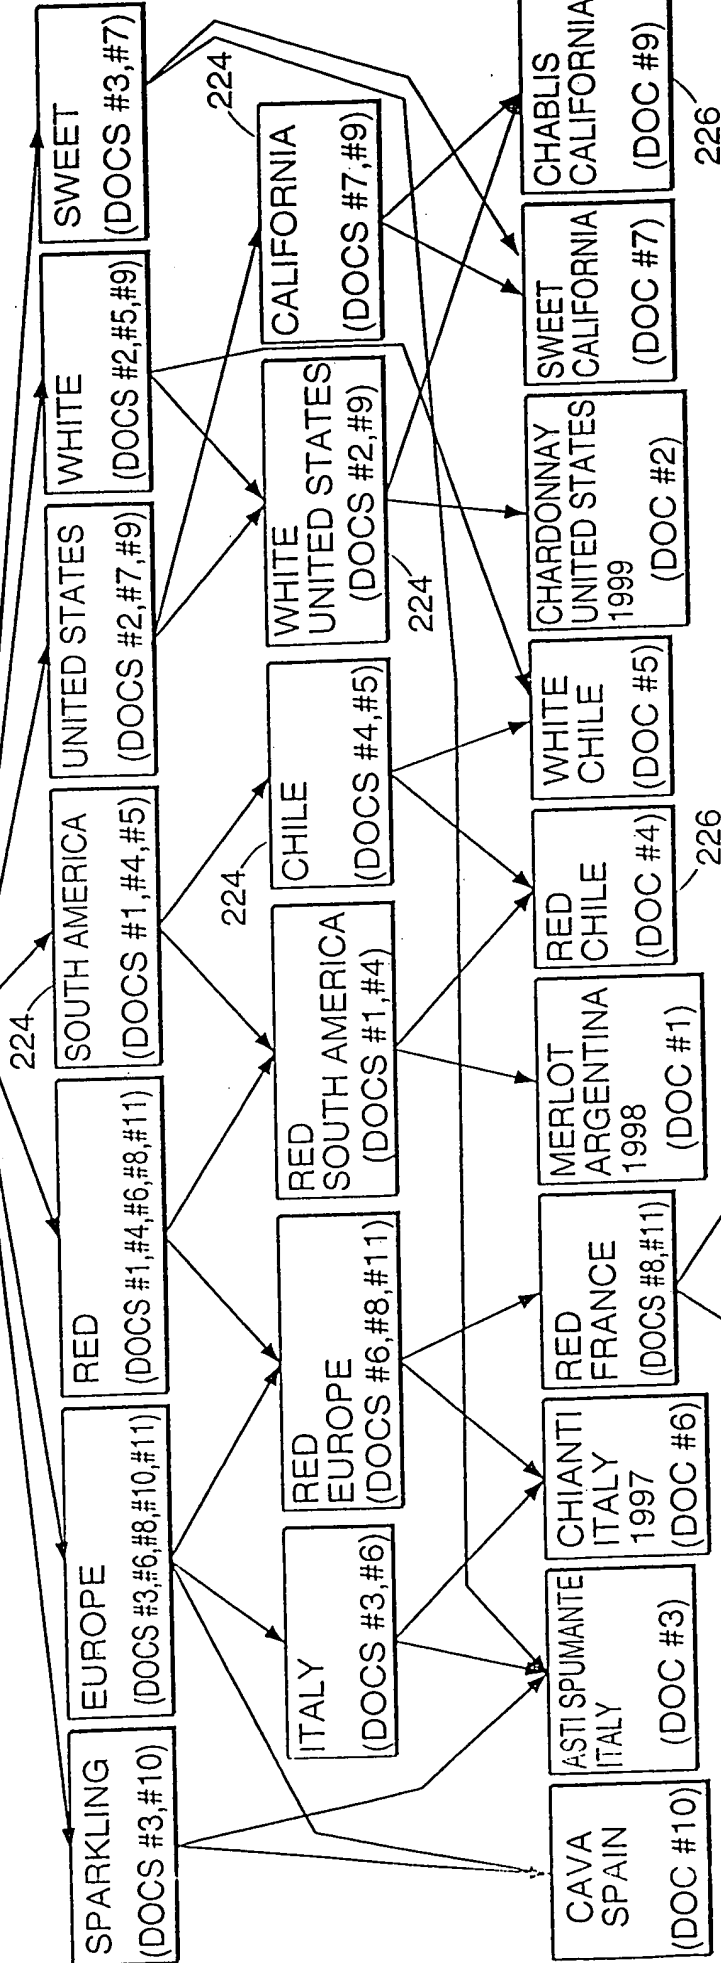 SPARKLING
(DOCS #3,#10)
EUROPE
(DOCS #3,#6,#8,#10,#11)
RED
(DOCS #1,#4,#6,#8,#11)
224
SOUTH AMERICA
(DOCS #1,#4,#5)
UNITED STATES
(DOCS #2,#7,#9)
WHITE
(DOCS #2,#5,#9)
SWEET
(DOCS #3,#7)
ITALY
(DOCS #3,#6)
RED
EUROPE
(DOCS #6,#8,#11)
RED
SOUTH AMERICA
(DOCS #1,#4)
224
CHILE
(DOCS #4,#5)
WHITE
UNITED STATES
(DOCS #2,#9)
224
224
CALIFORNIA
(DOCS #7,#9)
CAVA
SPAIN
(DOC #10)
ASTI SPUMANTE
ITALY
(DOC #3)
CHIANTI
ITALY
1997
(DOC #6)
RED
FRANCE
(DOCS #8,#11)
MERLOT
ARGENTINA
1998
(DOC #1)
RED
CHILE
(DOC #4)
226
WHITE
CHILE
(DOC #5)
CHARDONNAY
UNITED STATES
1999
(DOC #2)
SWEET
CALIFORNIA
(DOC #7)
CHABLIS
CALIFORNIA
(DOC #9)
226